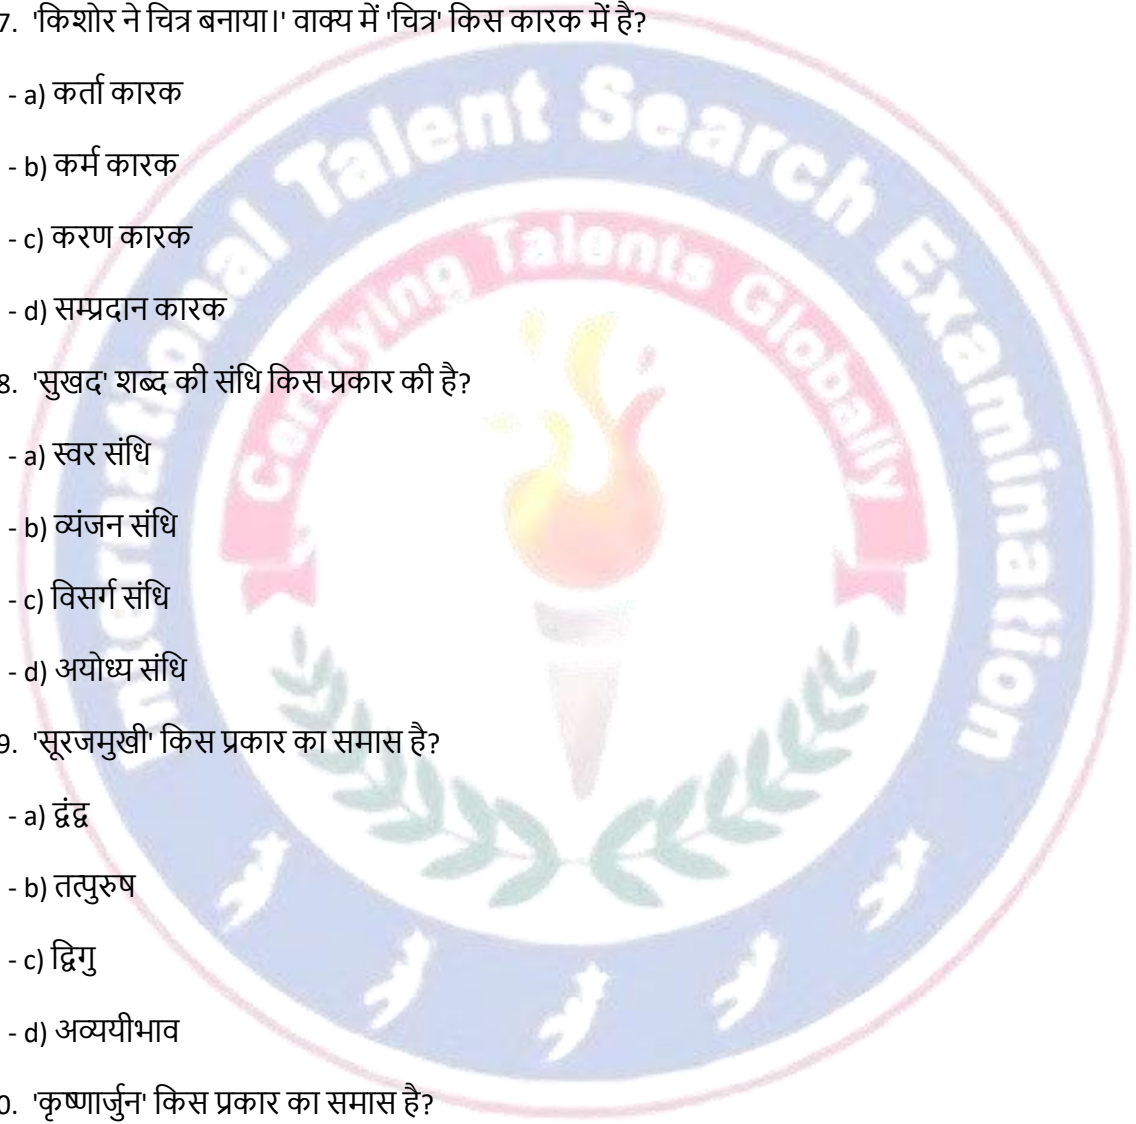 7. 'किशोर ने चित्र बनाया।' वाक्य में 'चित्र' किस कारक में है?
- a) कर्ता कारक
- b) कर्म कारक
- c) करण कारक
- d) सम्प्रदान कारक
8. 'सुखद' शब्द की संधि किस प्रकार की है?
- a) स्वर संधि
- b) व्यंजन संधि
- c) विसर्ग संधि
- d) अयोध्य संधि
9. 'सूरजमुखी' किस प्रकार का समास है?
- a) द्वंद्व
- b) तत्पुरुष
- c) द्विगु
- d) अव्ययीभाव
0. 'कृष्णार्जुन' किस प्रकार का समास है?
International Talent Search Examination
Certifying Talents Globally